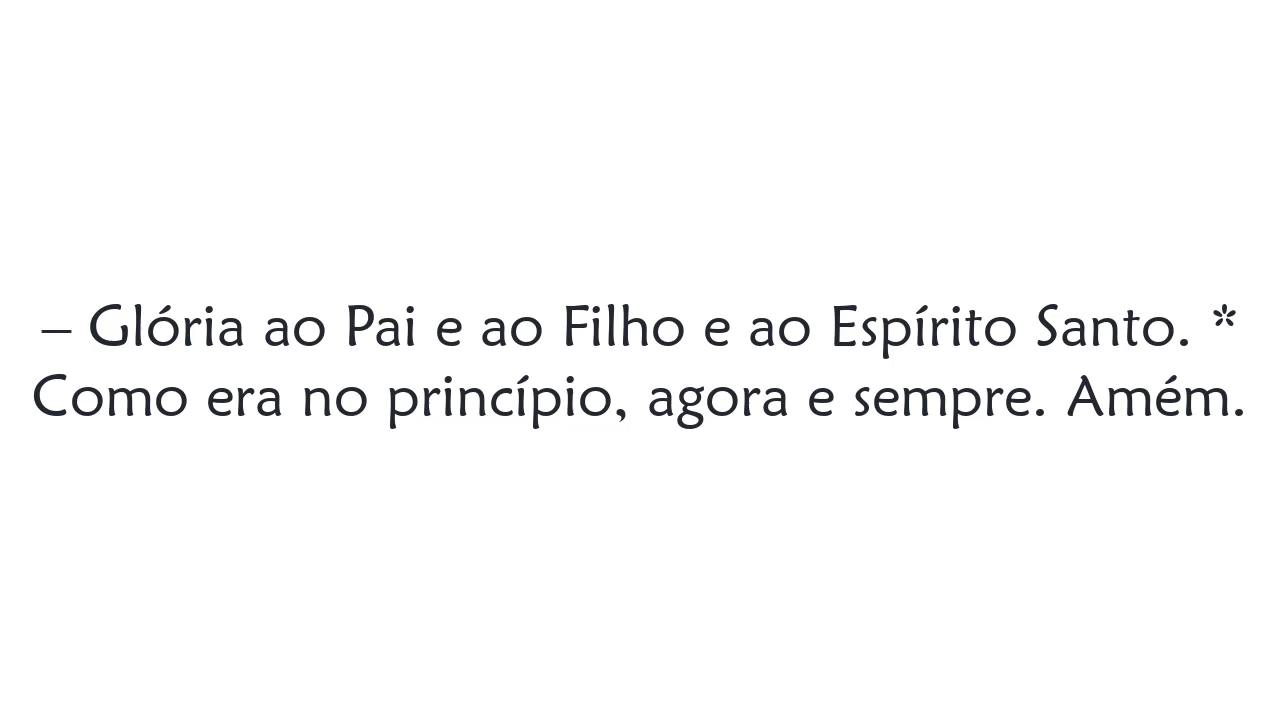 – Glória ao Pai e ao Filho e ao Espírito Santo. *
Como era no princípio, agora e sempre. Amém.